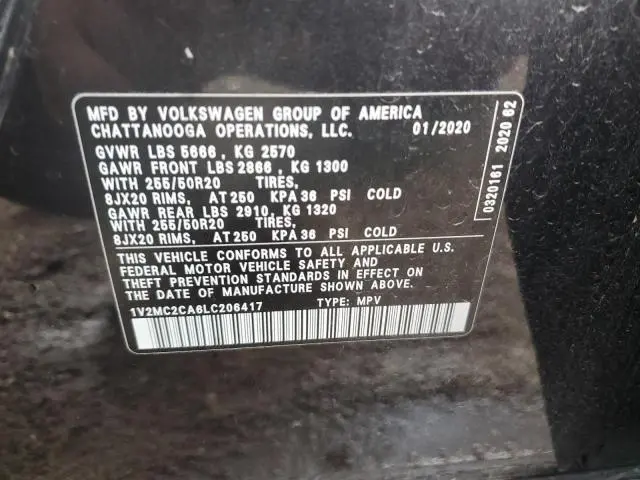 MFD BY VOLKSWAGEN GROUP OF AMERICA
CHATTANOOGA OPERATIONS, LLC. 01/2020
GVWR LBS 5666 , KG 2570
GAWR FRONT LBS 2866 , KG 1300
WITH 255/50R20 TIRES,
8JX20 RIMS, AT 250 KPA 36 PSI COLD
GAWR REAR LBS 2910, KG 1320
WITH 255/50R20 TIRES,
8JX20 RIMS, AT 250 KPA 36 PSI COLD
THIS VEHICLE CONFORMS TO ALL APPLICABLE U.S.
FEDERAL MOTOR VEHICLE SAFETY AND
THEFT PREVENTION STANDARDS IN EFFECT ON
THE DATE OF MANUFACTURE SHOWN ABOVE.
1V2MC2CA6LC206417 TYPE: MPV
0320161 2020 62